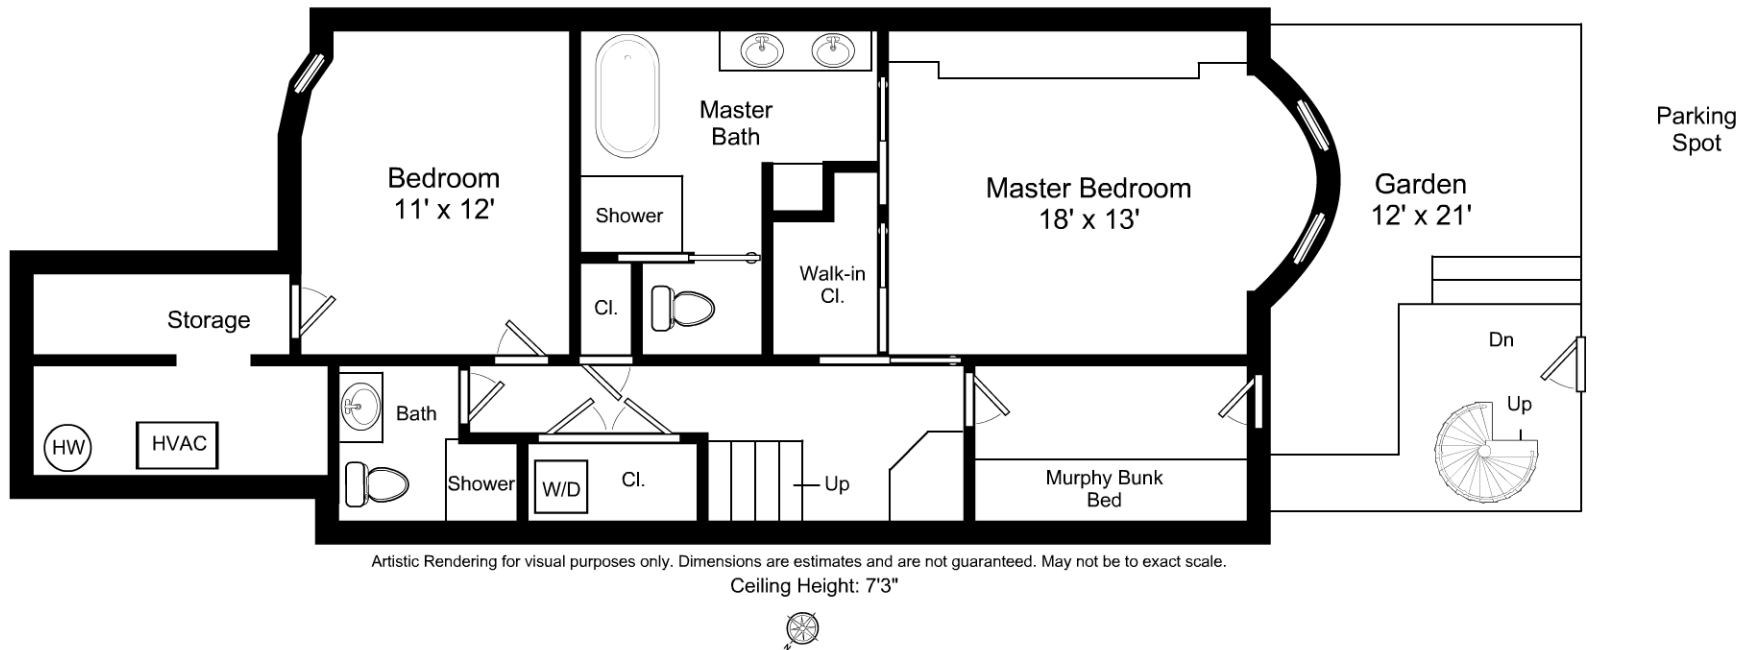 Parking
Spot
Master
Bath
Bedroom
11' x 12'
Master Bedroom
18' x 13'
Garden
12' x 21'
Shower
Walk-in
Cl.
Cl.
Storage
Dn
Up
Bath
HW
HVAC
Shower
W/D
Cl.
Up
Murphy Bunk
Bed
Artistic Rendering for visual purposes only. Dimensions are estimates and are not guaranteed. May not be to exact scale.
Ceiling Height: 7'3"
N